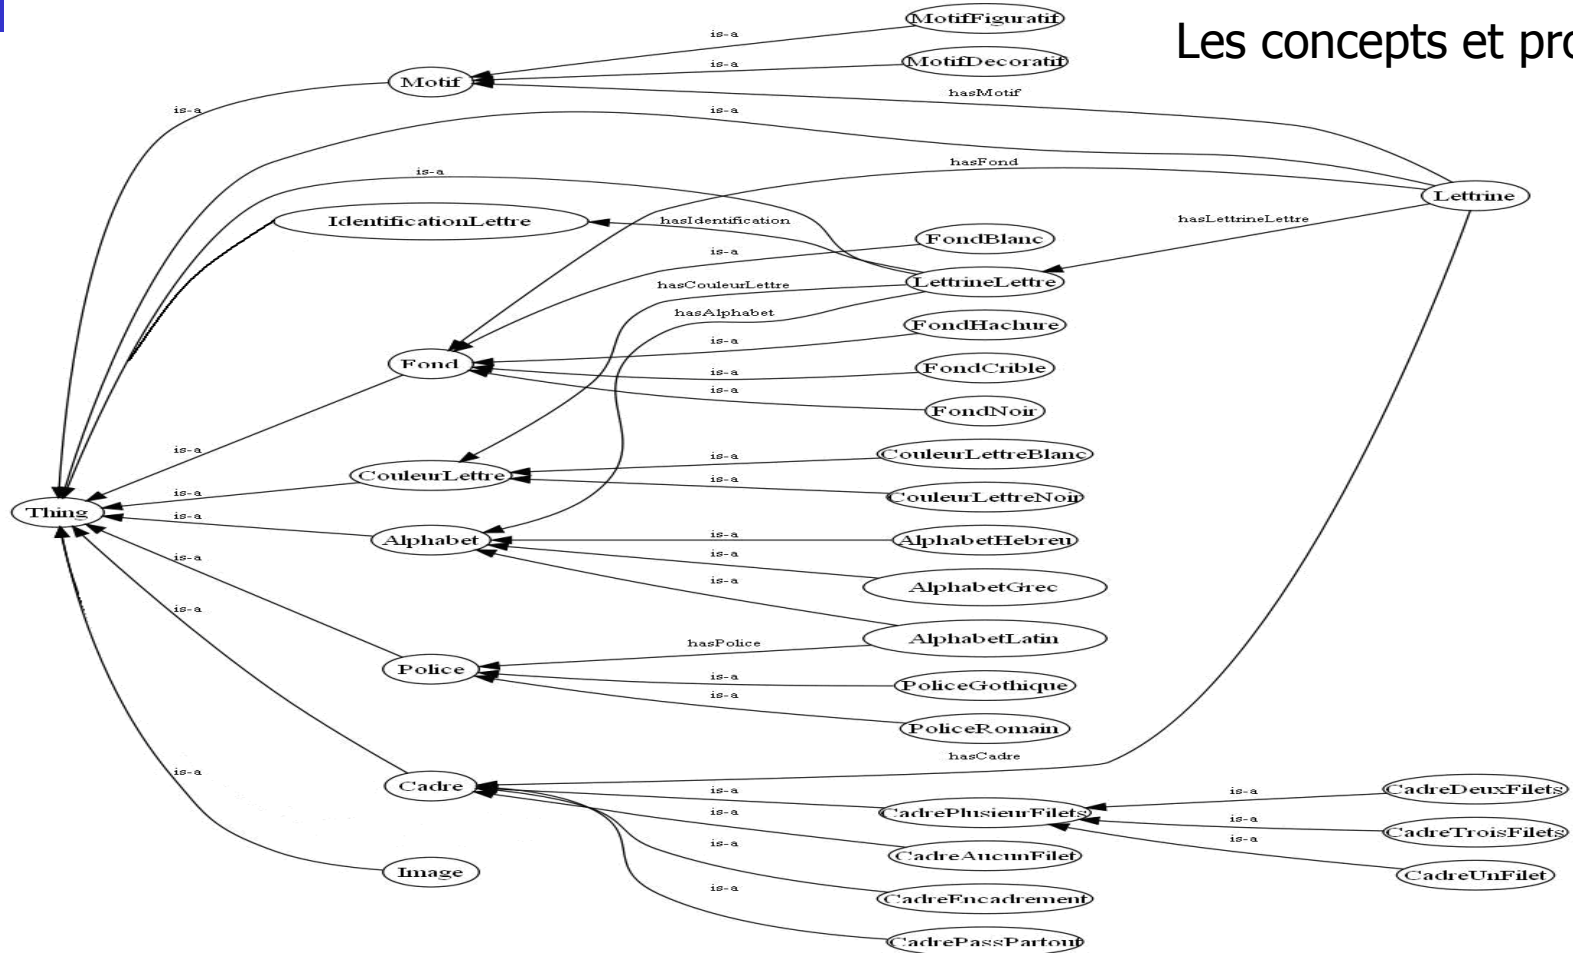 Les concepts et pro
MotifFiguratif
is-a
MotifDecoratif
is-a
Motif
hasMotif
is-a
is-a
hasFond
is-a
Lettrine
IdentificationLettre
hasIdentification
hasLettrineLettre
FondBlanc
is-a
LettrineLettre
hasCouleurLettre
hasAlphabet
FondHachure
is-a
Fond
FondCrible
is-a
is-a
FondNoir
is-a
CouleurLettreBlanc
is-a
CouleurLettre
is-a
is-a
CouleurLettreNoir
Thing
is-a
Alphabet
is-a
AlphabetHebreu
is-a
is-a
AlphabetGrec
is-a
AlphabetLatin
is-a
hasPolice
Police
is-a
PoliceGothique
is-a
PoliceRomain
hasCadre
is-a
Cadre
is-a
is-a
CadreDeuxFilets
CadrePlusieurFilets
is-a
is-a
CadreTroisFilets
is-a
is-a
CadreAucunFilet
Image
CadreUnFilet
is-a
CadreEncadrement
CadrePassPartout